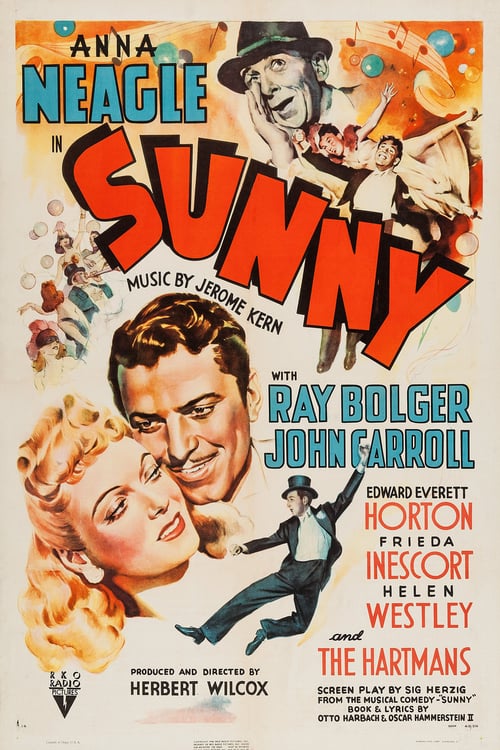 ANNA
NEAGLE
IN
SUNNY
MUSIC BY JEROME KERN
WITH
RAY BOLGER
JOHN CARROLL
EDWARD EVERETT
HORTON
FRIEDA
INESCORT
HELEN
WESTLEY
and
THE HARTMANS
PRODUCED AND DIRECTED BY
HERBERT WILCOX
SCREEN PLAY BY SIG HERZIG
FROM THE MUSICAL COMEDY-"SUNNY"
BOOK & LYRICS BY
OTTO HARBACH & OSCAR HAMMERSTEIN II
RKO
RADIO
PICTURES